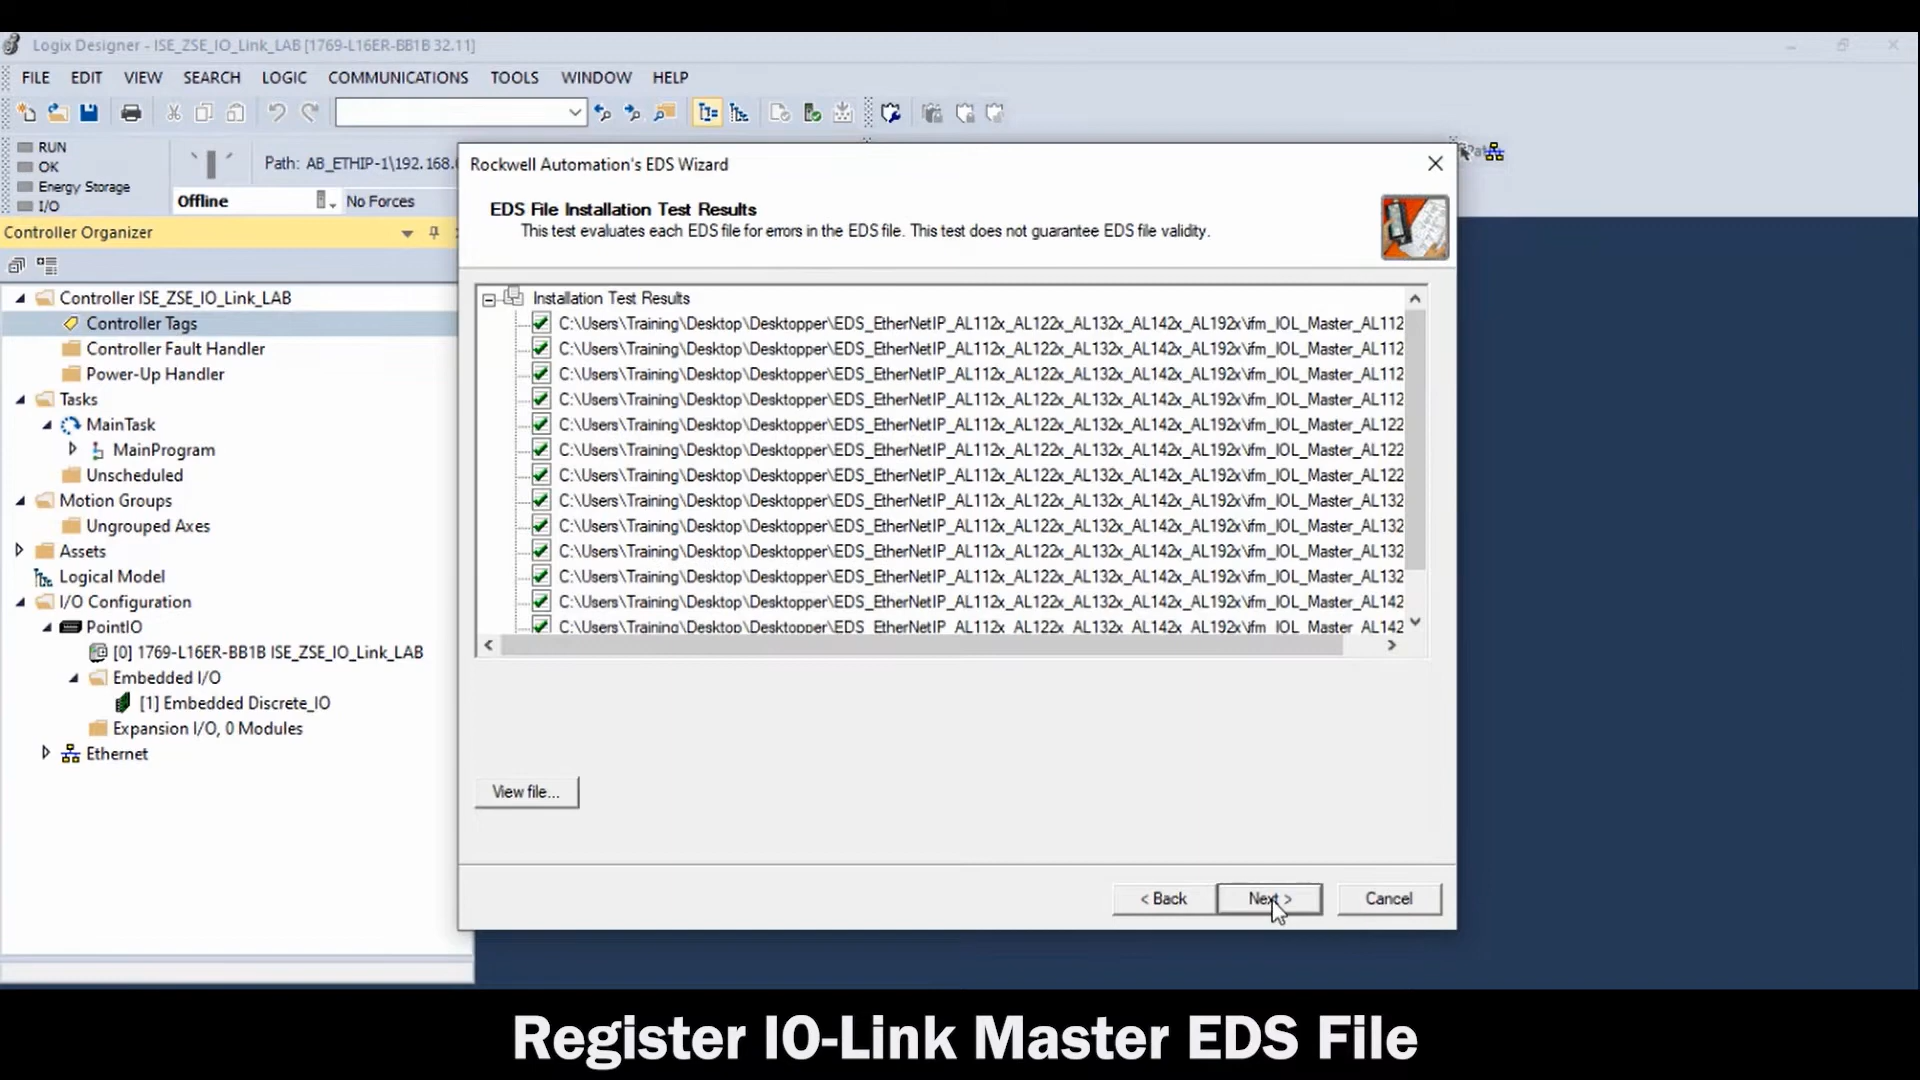 Logix Designer - ISE_ZSE_IO_Link_LAB [1769-L16ER-BB1B 32.11]
FILE EDIT VIEW SEARCH LOGIC COMMUNICATIONS TOOLS WINDOW HELP
RUN
OK
Energy Storage
I/O
Path: AB_ETHIP-1\192.168.
Offline
No Forces
Controller Organizer
Controller ISE_ZSE_IO_Link_LAB
Controller Tags
Controller Fault Handler
Power-Up Handler
Tasks
MainTask
MainProgram
Unscheduled
Motion Groups
Ungrouped Axes
Assets
Logical Model
I/O Configuration
PointIO
[0] 1769-L16ER-BB1B ISE_ZSE_IO_Link_LAB
Embedded I/O
[1] Embedded Discrete_IO
Expansion I/O, 0 Modules
Ethernet
Rockwell Automation's EDS Wizard
EDS File Installation Test Results
This test evaluates each EDS file for errors in the EDS file. This test does not guarantee EDS file validity.
Installation Test Results
C:\Users\Training\Desktop\Desktopper\EDS_EtherNetIP_AL112x_AL122x_AL132x_AL142x_AL192x\ifm_IOL_Master_AL112
C:\Users\Training\Desktop\Desktopper\EDS_EtherNetIP_AL112x_AL122x_AL132x_AL142x_AL192x\ifm_IOL_Master_AL112
C:\Users\Training\Desktop\Desktopper\EDS_EtherNetIP_AL112x_AL122x_AL132x_AL142x_AL192x\ifm_IOL_Master_AL112
C:\Users\Training\Desktop\Desktopper\EDS_EtherNetIP_AL112x_AL122x_AL132x_AL142x_AL192x\ifm_IOL_Master_AL112
C:\Users\Training\Desktop\Desktopper\EDS_EtherNetIP_AL112x_AL122x_AL132x_AL142x_AL192x\ifm_IOL_Master_AL122
C:\Users\Training\Desktop\Desktopper\EDS_EtherNetIP_AL112x_AL122x_AL132x_AL142x_AL192x\ifm_IOL_Master_AL122
C:\Users\Training\Desktop\Desktopper\EDS_EtherNetIP_AL112x_AL122x_AL132x_AL142x_AL192x\ifm_IOL_Master_AL122
C:\Users\Training\Desktop\Desktopper\EDS_EtherNetIP_AL112x_AL122x_AL132x_AL142x_AL192x\ifm_IOL_Master_AL132
C:\Users\Training\Desktop\Desktopper\EDS_EtherNetIP_AL112x_AL122x_AL132x_AL142x_AL192x\ifm_IOL_Master_AL132
C:\Users\Training\Desktop\Desktopper\EDS_EtherNetIP_AL112x_AL122x_AL132x_AL142x_AL192x\ifm_IOL_Master_AL132
C:\Users\Training\Desktop\Desktopper\EDS_EtherNetIP_AL112x_AL122x_AL132x_AL142x_AL192x\ifm_IOL_Master_AL132
C:\Users\Training\Desktop\Desktopper\EDS_EtherNetIP_AL112x_AL122x_AL132x_AL142x_AL192x\ifm_IOL_Master_AL142
C:\Users\Training\Desktop\Desktopper\EDS_EtherNetIP_AL112x_AL122x_AL132x_AL142x_AL192x\ifm_IOL_Master_AL142
View file...
< Back
Next >
Cancel
Register IO-Link Master EDS File